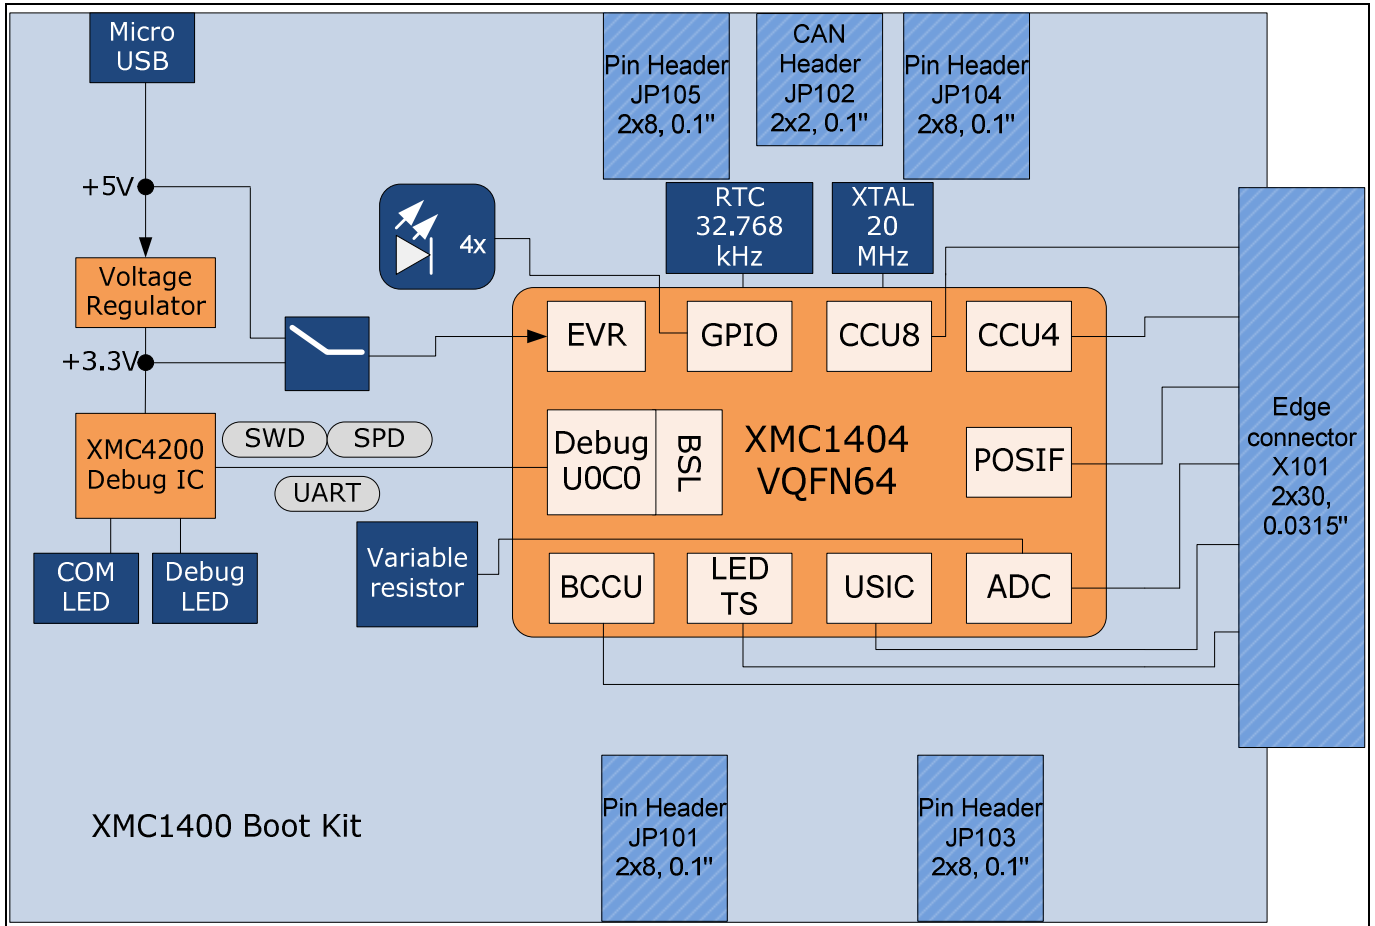 Micro
USB
Pin Header
JP105
2x8, 0.1"
CAN
Header
JP102
2x2, 0.1"
Pin Header
JP104
2x8, 0.1"
+5V
4x
RTC
32.768
kHz
XTAL
20
MHz
Voltage
Regulator
+3.3V
EVR
GPIO
CCU8
CCU4
XMC4200
Debug IC
SWD
SPD
UART
Debug
U0C0
BSL
XMC1404
VQFN64
POSIF
Edge
connector
X101
2x30,
0.0315"
COM
LED
Debug
LED
Variable
resistor
BCCU
LED
TS
USIC
ADC
XMC1400 Boot Kit
Pin Header
JP101
2x8, 0.1"
Pin Header
JP103
2x8, 0.1"